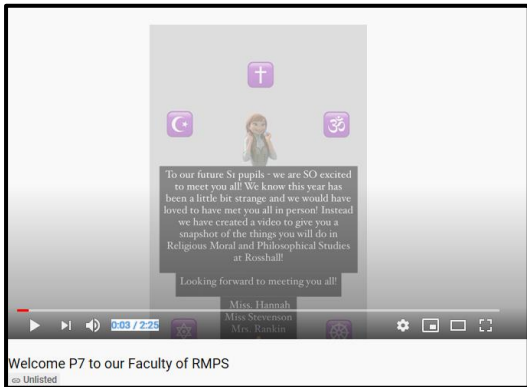 To our future S1 pupils - we are SO excited
to meet you all! We know this year has
been a little bit strange and we would have
loved to have met you all in person! Instead
we have created a video to give you a
snapshot of the things you will do in
Religious Moral and Philosophical Studies
at Rosshall!
Looking forward to meeting you all!
Miss. Hannah
Miss Stevenson
Mrs. Rankin
0:03 / 2:25
Welcome P7 to our Faculty of RMPS
Unlisted